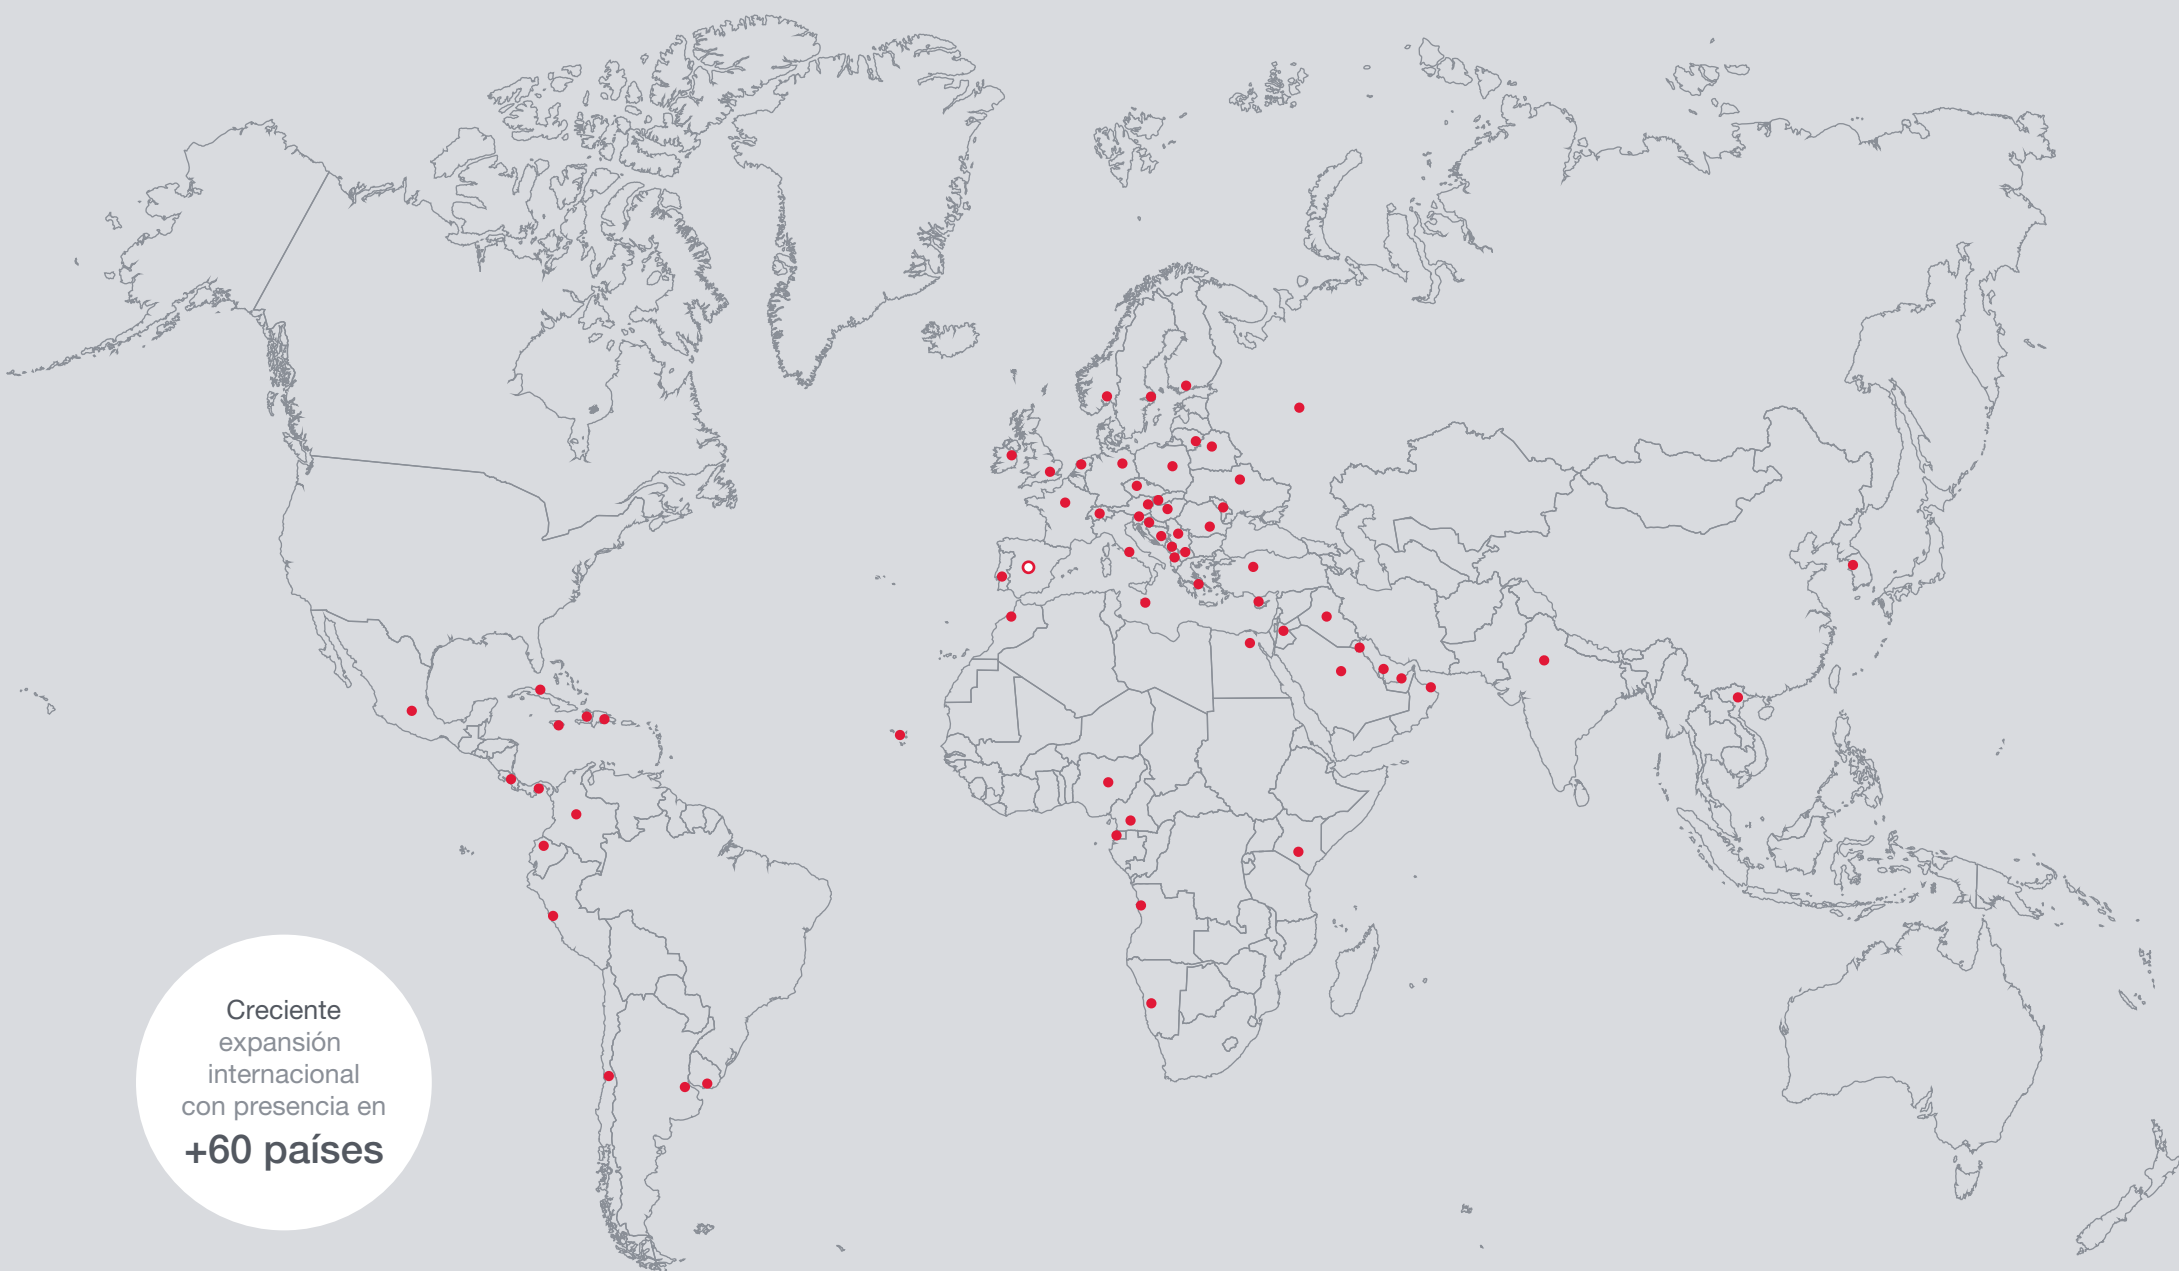 Creciente
expansión
internacional
con presencia en
+60 países